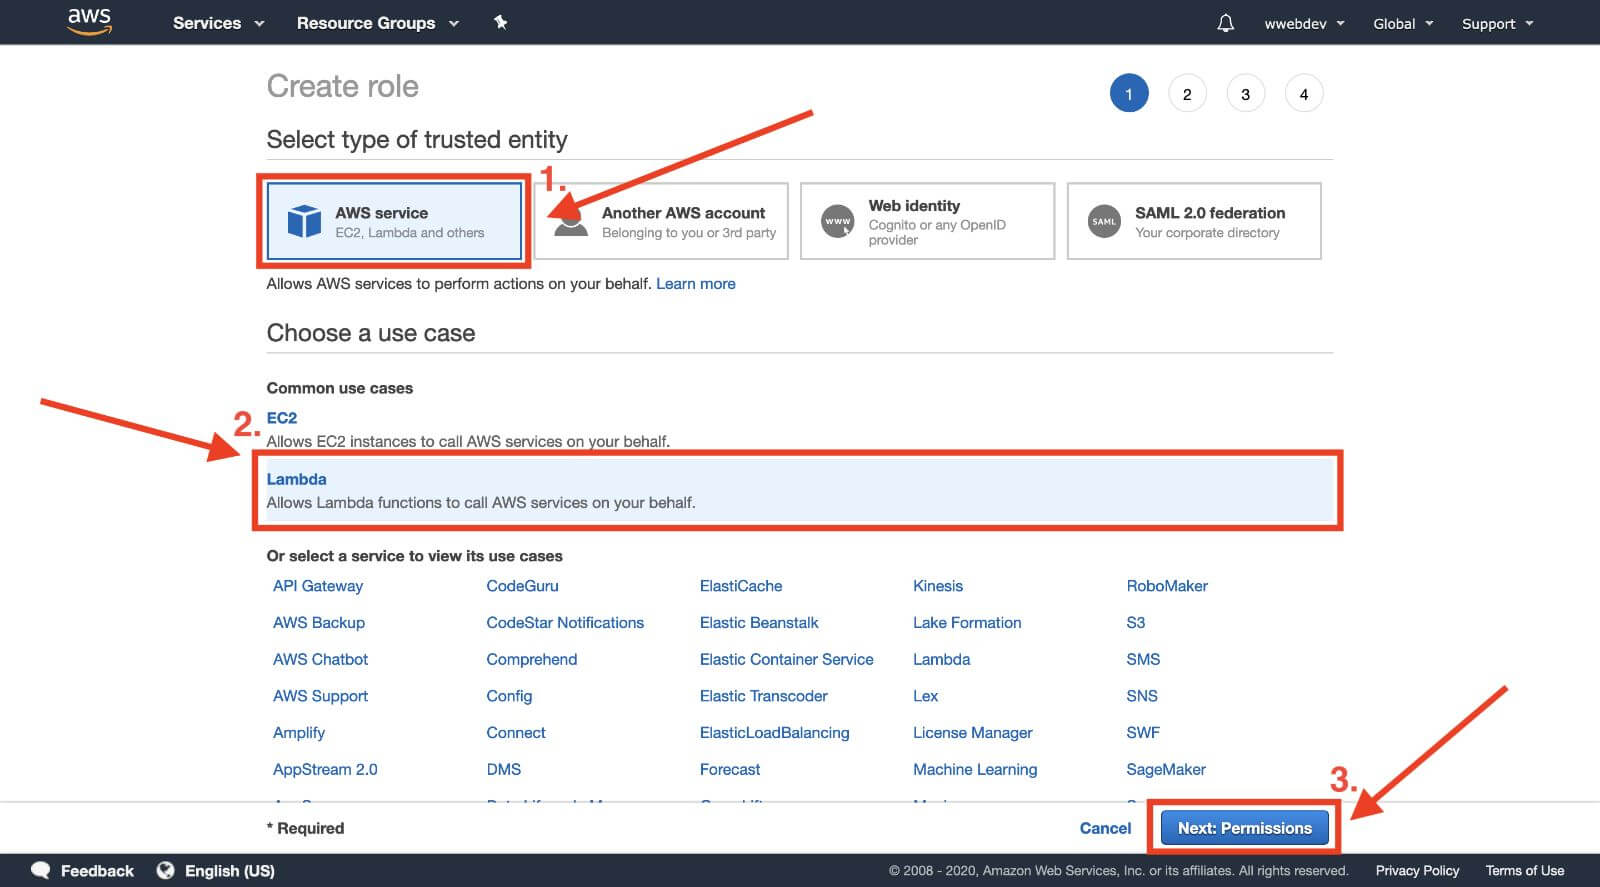 aws Services Resource Groups wwebdev Global Support
Create role
1 2 3 4
Select type of trusted entity
1.
AWS service
EC2, Lambda and others
Another AWS account
Belonging to you or 3rd party
www
Web identity
Cognito or any OpenID
provider
SAML
SAML 2.0 federation
Your corporate directory
Allows AWS services to perform actions on your behalf. Learn more
Choose a use case
Common use cases
2.
EC2
Allows EC2 instances to call AWS services on your behalf.
Lambda
Allows Lambda functions to call AWS services on your behalf.
Or select a service to view its use cases
API Gateway CodeGuru ElastiCache Kinesis RoboMaker
AWS Backup CodeStar Notifications Elastic Beanstalk Lake Formation S3
AWS Chatbot Comprehend Elastic Container Service Lambda SMS
AWS Support Config Elastic Transcoder Lex SNS
Amplify Connect ElasticLoadBalancing License Manager SWF
AppStream 2.0 DMS Forecast Machine Learning SageMaker
3.
* Required Cancel Next: Permissions
Feedback English (US) © 2008 - 2020, Amazon Web Services, Inc. or its affiliates. All rights reserved. Privacy Policy Terms of Use